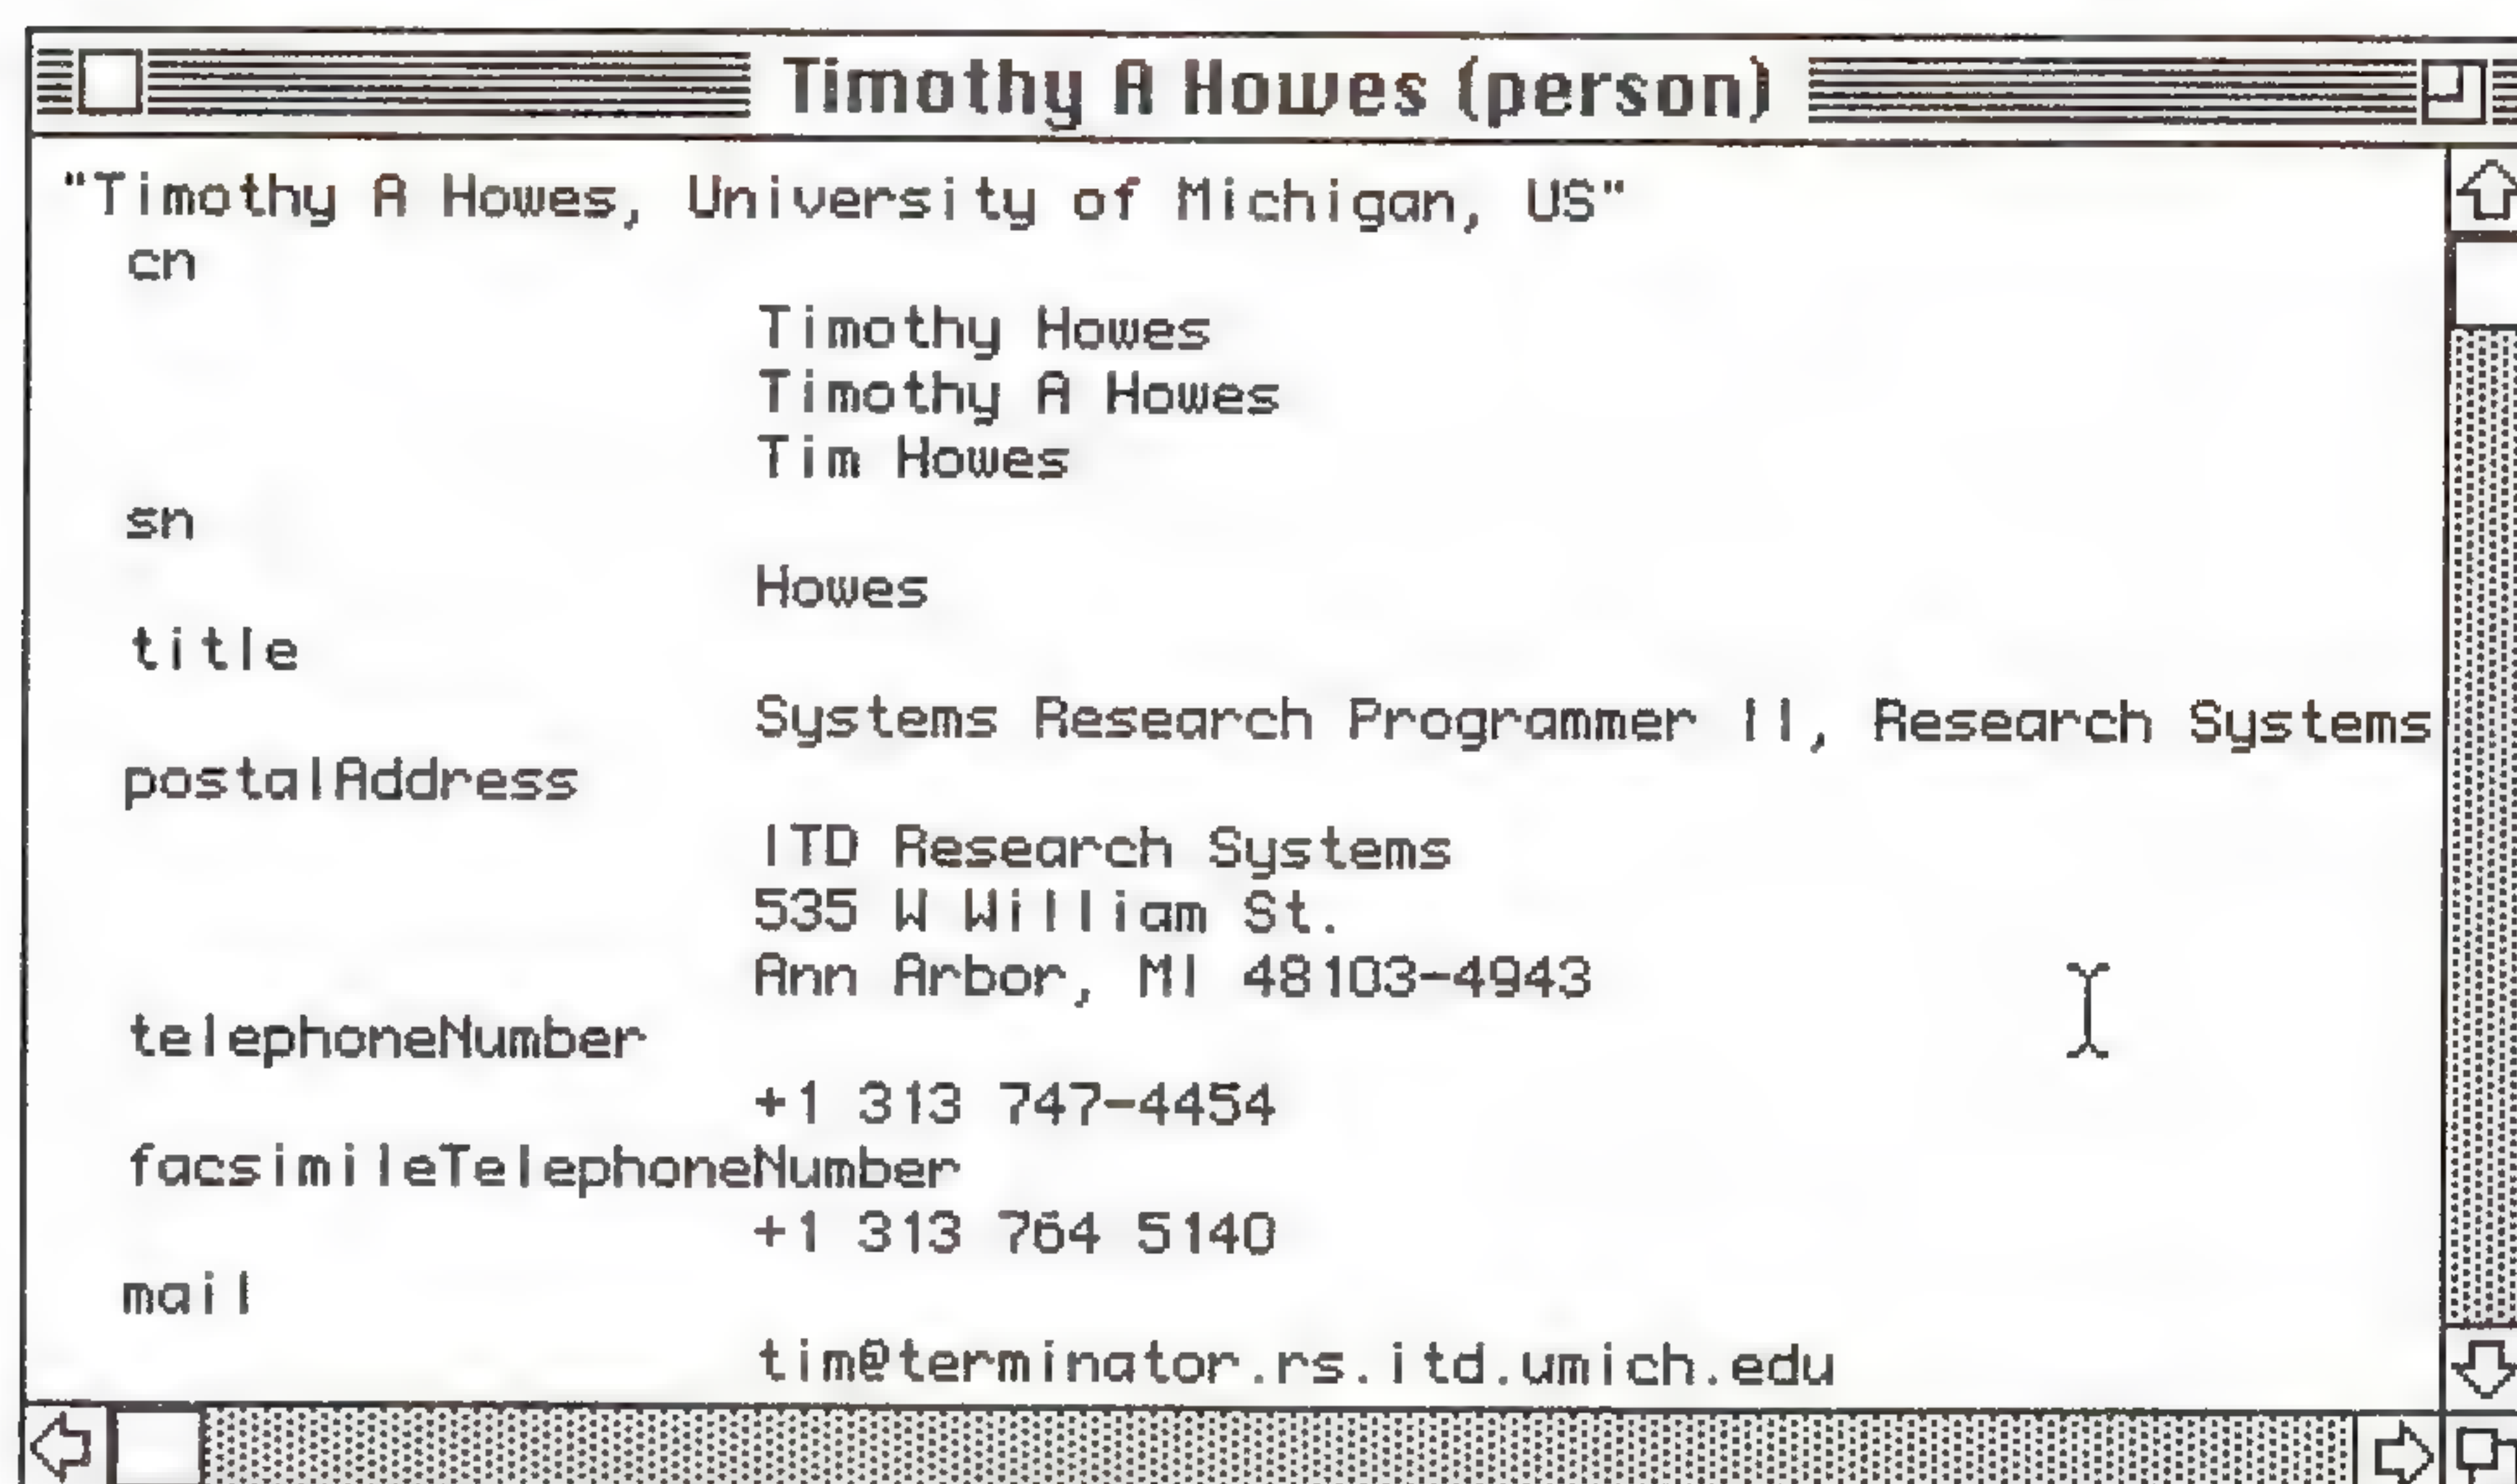 Timothy A Howes (person)
"Timothy A Howes, University of Michigan, US"
cn
Timothy Howes
Timothy A Howes
Tim Howes
sn
Howes
title
Systems Research Programmer II, Research Systems
postalAddress
ITD Research Systems
535 W William St.
Ann Arbor, MI 48103-4943
telephoneNumber
+1 313 747-4454
facsimileTelephoneNumber
+1 313 764 5140
mail
tim@terminator.rs.itd.umich.edu